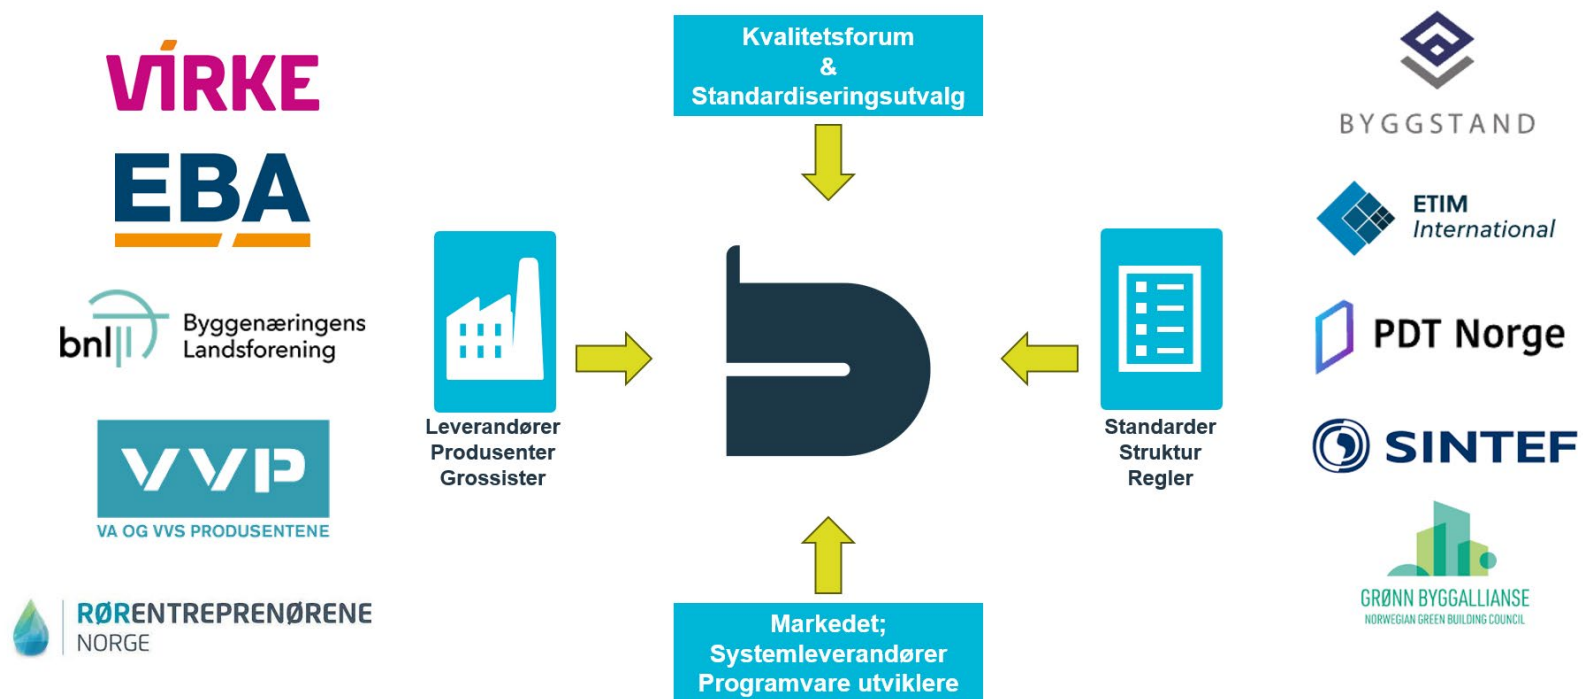 VIRKE
EBA
bnl
Byggenæringens
Landsforening
VVP
VA OG VVS PRODUSENTENE
RØRENTREPRENØRENE
NORGE
Kvalitetsforum
&
Standardiseringsutvalg
Leverandører
Produsenter
Grossister
Standarder
Struktur
Regler
Markedet;
Systemleverandører
Programvare utviklere
BYGGSTAND
ETIM
International
PDT Norge
SINTEF
GRØNN BYGGALLIANSE
NORWEGIAN GREEN BUILDING COUNCIL